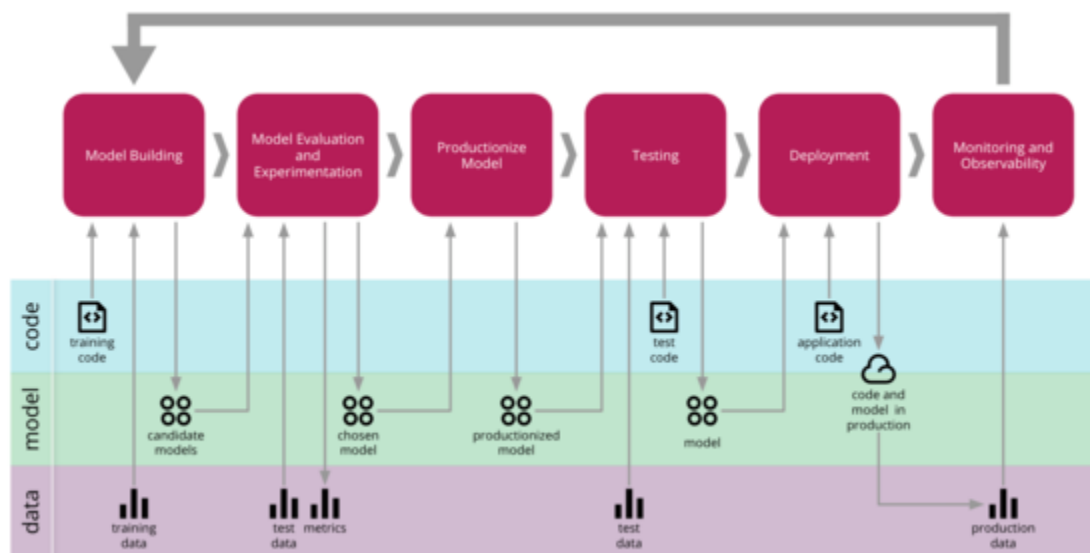 Model Building
Model Evaluation
and
Experimentation
Productionize
Model
Testing
Deployment
Monitoring and
Observability
code
training
code
test
code
application
code
model
candidate
models
chosen
model
productionized
model
model
code and
model in
production
data
training
data
test
data
metrics
test
data
production
data